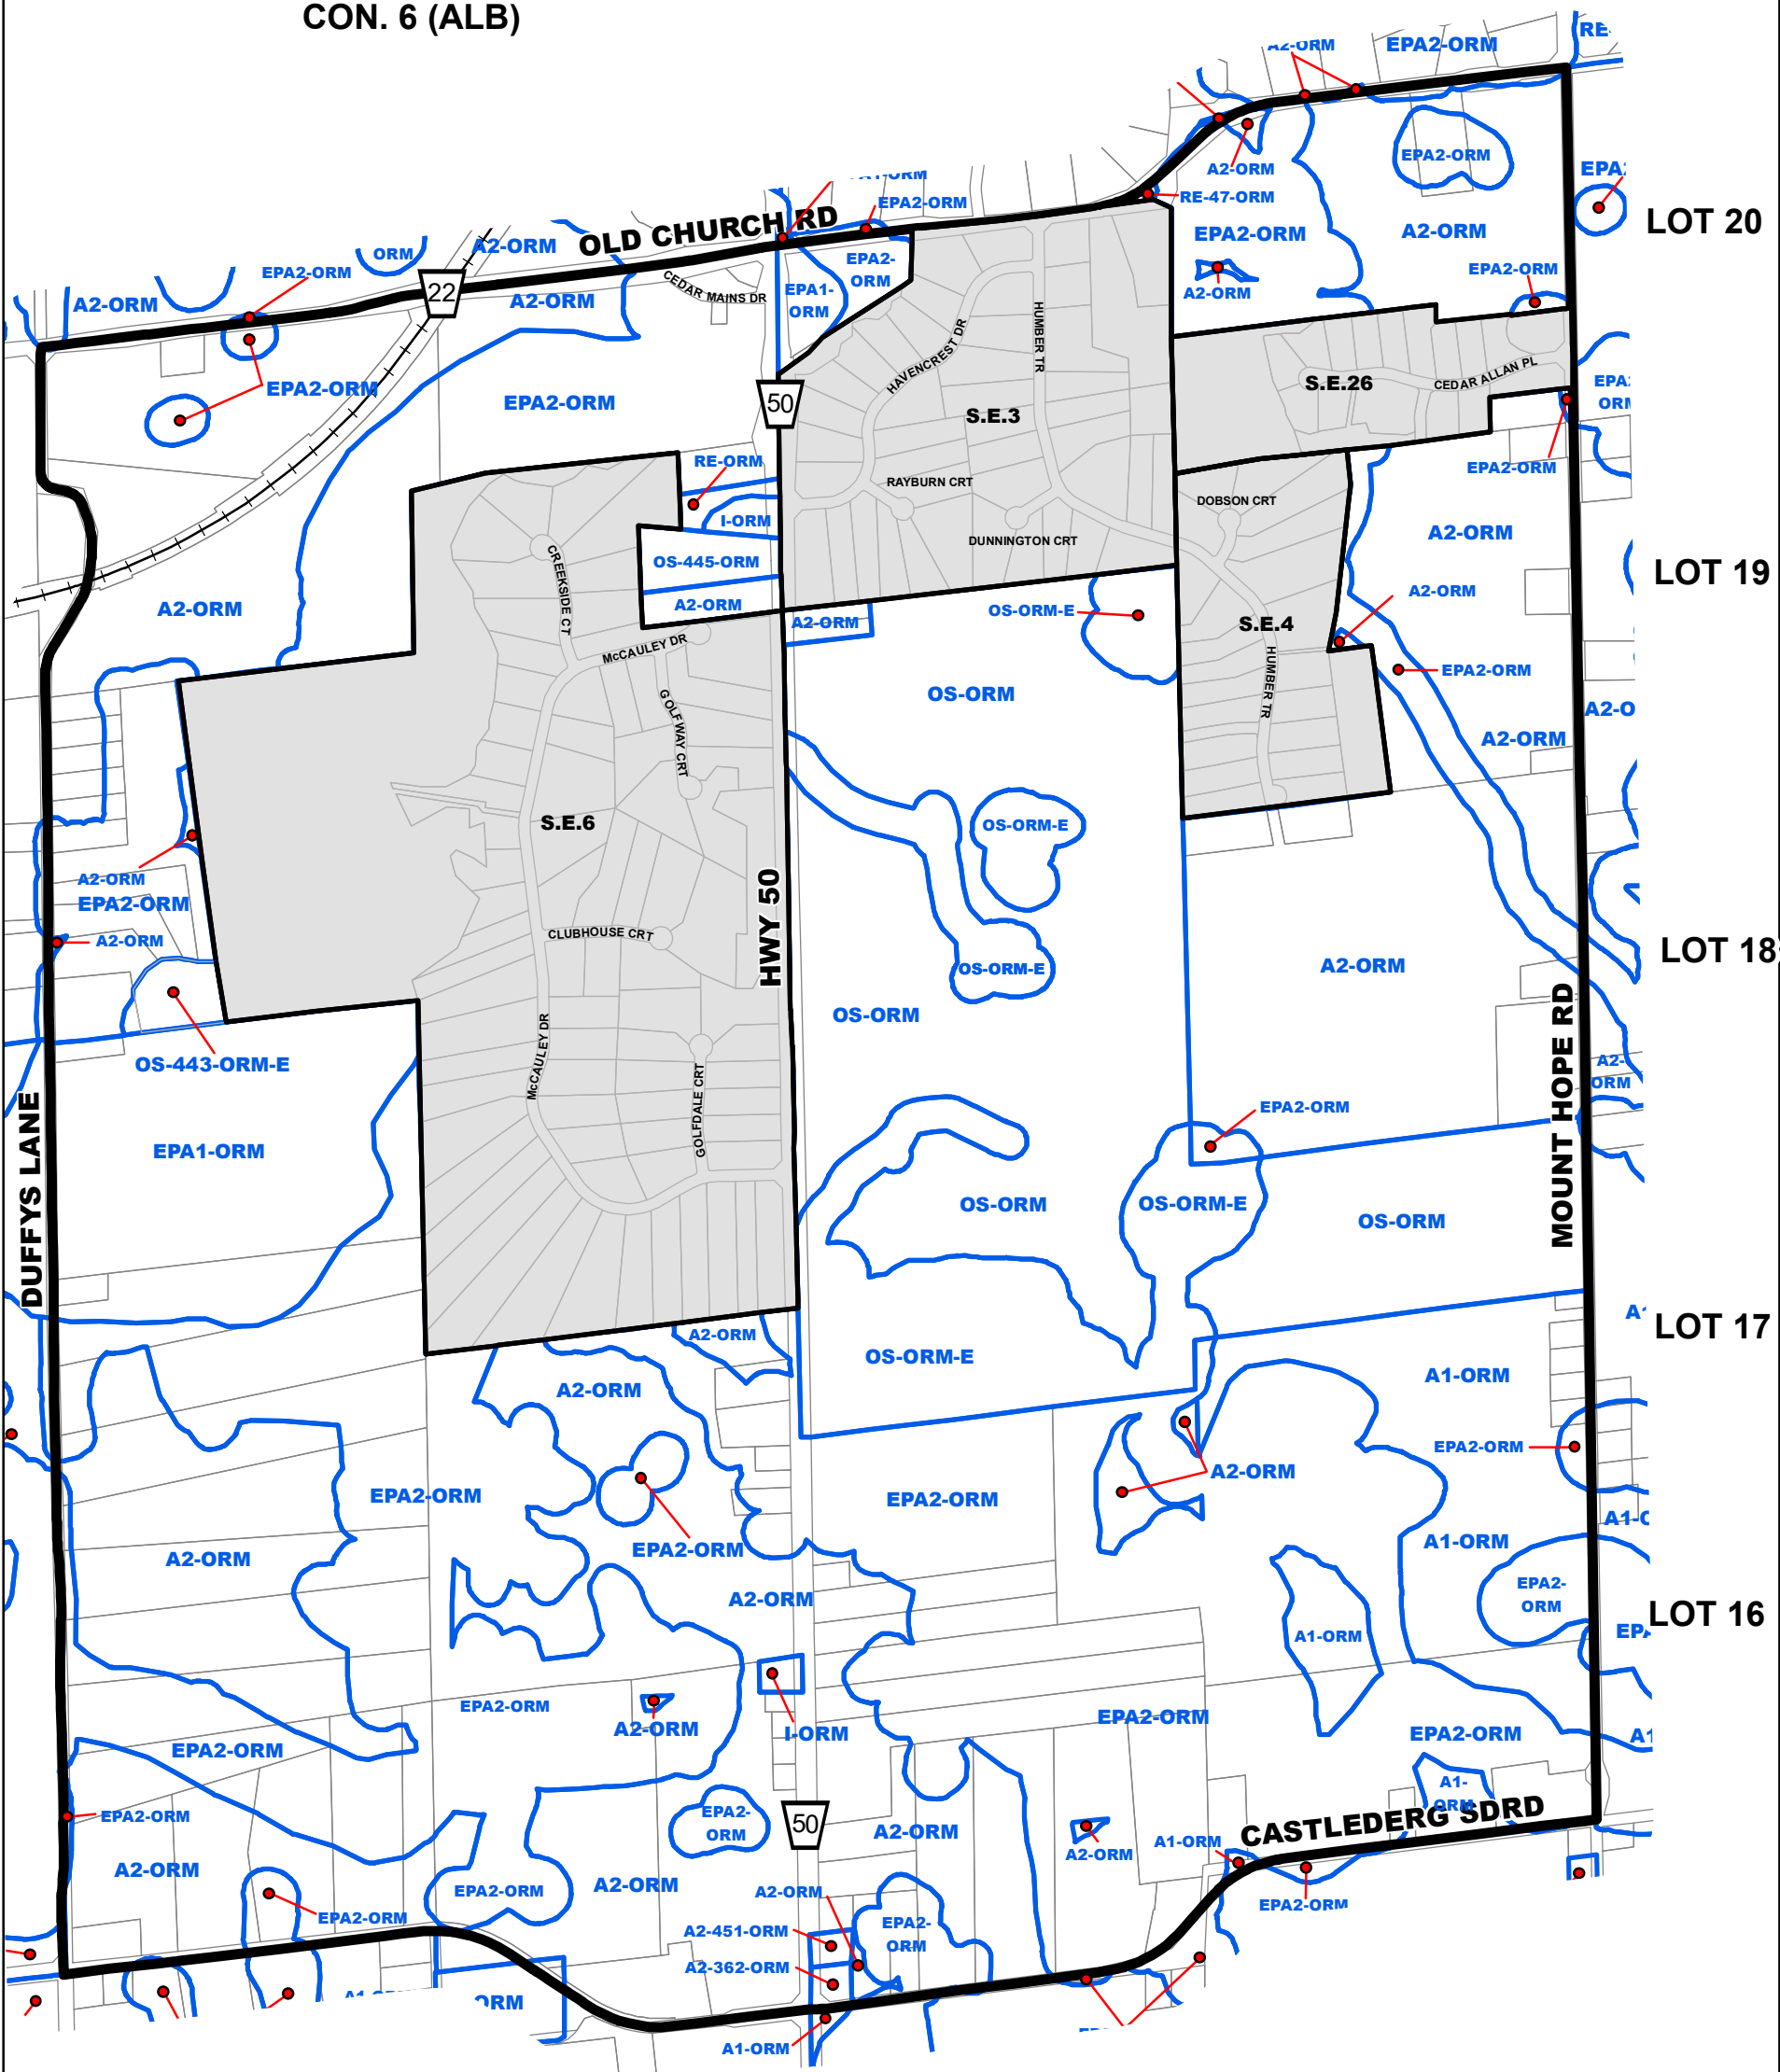 CON. 6 (ALB)
A2-ORM
EPA2-ORM
RE-
A2-ORM
EPA2-ORM
EPA2-ORM
RE-47-ORM
EPA2-ORM
A2-ORM
LOT 20
EPA2-ORM
OLD CHURCH RD
A2-ORM
ORM
EPA2-ORM
A2-ORM
22
A2-ORM
CEDAR MAINS DR
EPA1-
ORM
EPA2-
ORM
A2-ORM
EPA2-ORM
EPA2-ORM
EPA2-ORM
50
HAVENCREST DR
HUMBER TR
S.E.3
S.E.26
CEDAR ALLAN PL
RE-ORM
I-ORM
OS-445-ORM
A2-ORM
RAYBURN CRT
DUNNINGTON CRT
DOBSON CRT
EPA2-ORM
A2-ORM
LOT 19
A2-ORM
CREEKSIDE CT
McCAULEY DR
GOLFWAY CRT
A2-ORM
OS-ORM-E
S.E.4
HUMBER TR
A2-ORM
EPA2-ORM
OS-ORM
A2-ORM
S.E.6
OS-ORM-E
A2-ORM
EPA2-ORM
A2-ORM
CLUBHOUSE CRT
HWY 50
OS-ORM-E
A2-ORM
LOT 18
OS-ORM
OS-443-ORM-E
McCAULEY DR
GOLFDALE CRT
MOUNT HOPE RD
A2-
ORM
EPA2-ORM
EPA1-ORM
DUFFYS LANE
OS-ORM
OS-ORM-E
OS-ORM
LOT 17
A2-ORM
OS-ORM-E
A2-ORM
A1-ORM
EPA2-ORM
A2-ORM
EPA2-ORM
EPA2-ORM
EPA2-ORM
A1-ORM
A2-ORM
A2-ORM
EPA2-
ORM
LOT 16
A1-ORM
EPA2-ORM
A2-ORM
I-ORM
EPA2-ORM
EPA2-ORM
EPA2-ORM
A1-
ORM
EPA2-ORM
EPA2-
ORM
50
A2-ORM
A2-ORM
A1-ORM
CASTLEDERG SDRD
A2-ORM
EPA2-ORM
EPA2-ORM
A2-ORM
A2-ORM
EPA2-ORM
A2-451-ORM
EPA2-
ORM
A2-362-ORM
ORM
A1-ORM